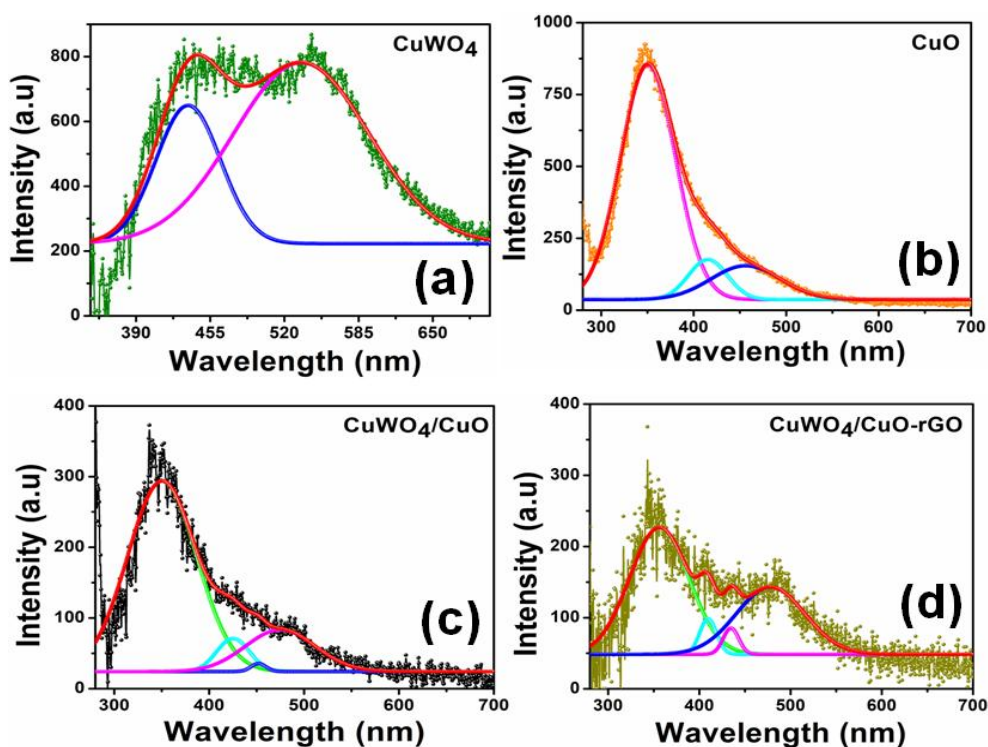 CuWO₄
Intensity (a.u)
800
600
400
200
0
(a)
390 455 520 585 650
Wavelength (nm)
CuO
Intensity (a.u)
1000
750
500
250
0
(b)
300 400 500 600 700
Wavelength (nm)
CuWO₄/CuO
Intensity (a.u)
400
300
200
100
0
(c)
300 400 500 600 700
Wavelength (nm)
CuWO₄/CuO-rGO
Intensity (a.u)
400
300
200
100
0
(d)
300 400 500 600 700
Wavelength (nm)